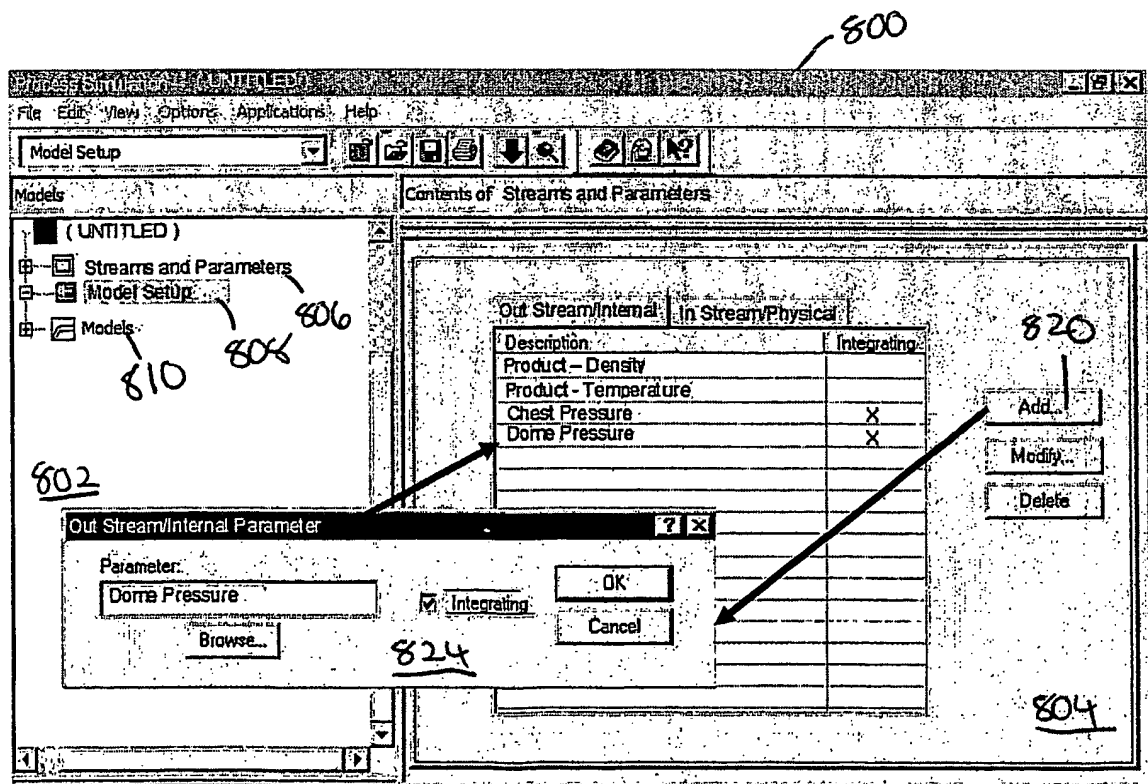 800
Process Simulation - ( UNTITLED )
File Edit View Options Applications Help
Model Setup
Models
Contents of Streams and Parameters
( UNTITLED )
Streams and Parameters
Model Setup
Models
806
808
810
802
Out Stream/Internal In Stream/Physical
Description Integrating
Product - Density
Product - Temperature
Chest Pressure X
Dome Pressure X
820
Add...
Modify...
Delete
Out Stream/Internal Parameter
Parameter:
Dome Pressure
Integrating
OK
Browse...
Cancel
824
804